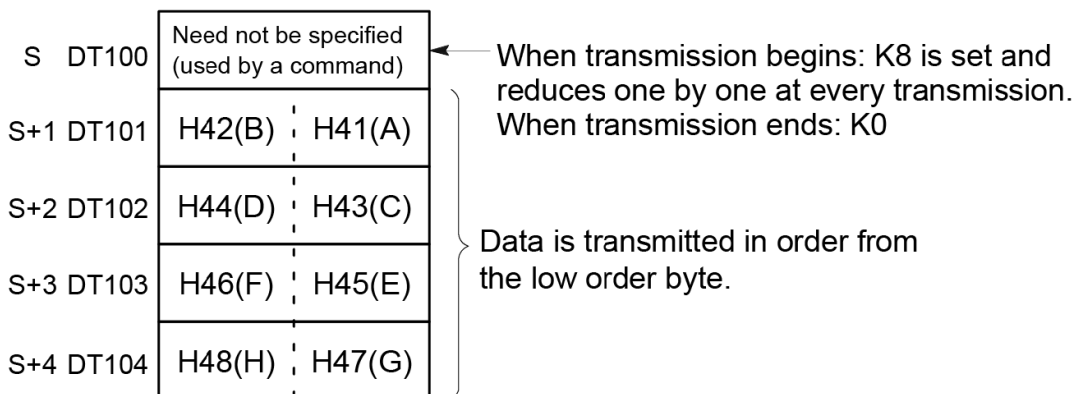 S DT100 Need not be specified
(used by a command)
When transmission begins: K8 is set and
reduces one by one at every transmission.
When transmission ends: K0
S+1 DT101 H42(B) H41(A)
S+2 DT102 H44(D) H43(C)
S+3 DT103 H46(F) H45(E)
S+4 DT104 H48(H) H47(G)
Data is transmitted in order from
the low order byte.